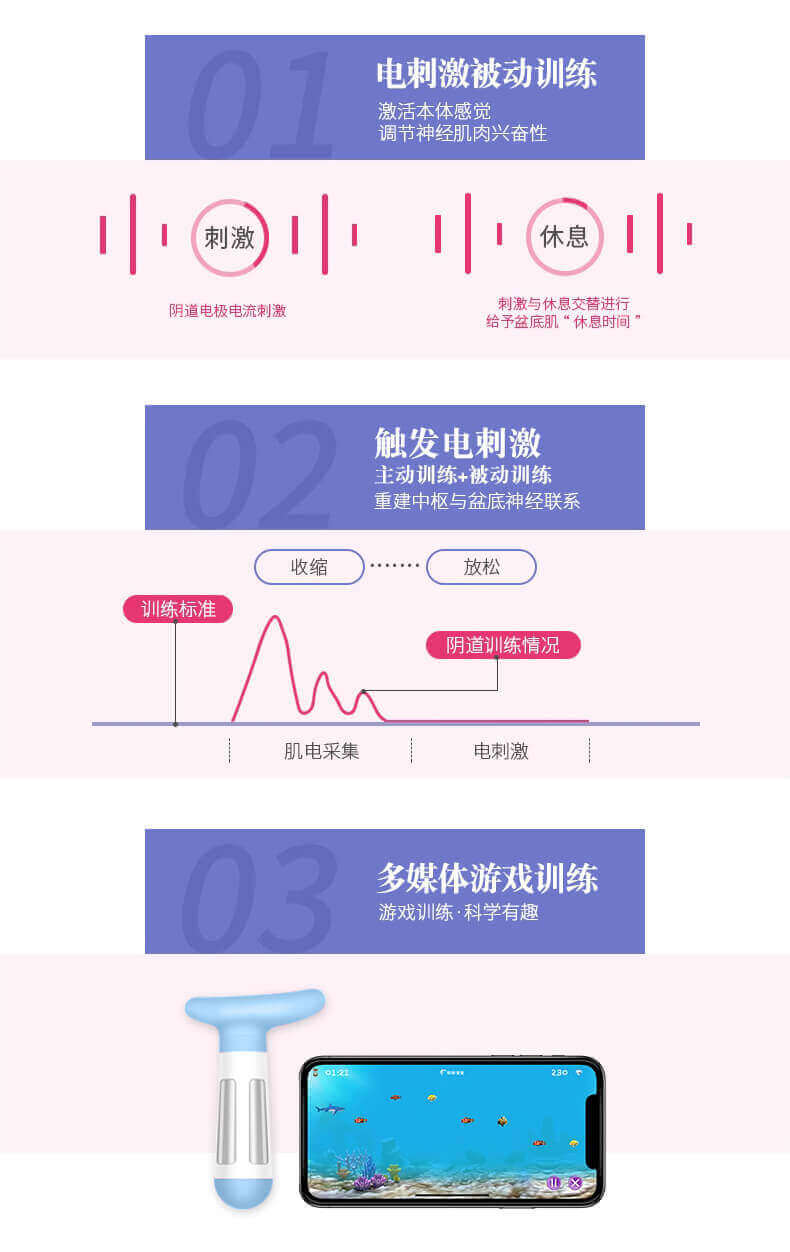 01
电刺激被动训练
激活本体感觉
调节神经肌肉兴奋性
刺激
休息
阴道电极电流刺激
刺激与休息交替进行
给予盆底肌“休息时间”
02
触发电刺激
主动训练+被动训练
重建中枢与盆底神经联系
收缩
放松
训练标准
阴道训练情况
肌电采集
电刺激
03
多媒体游戏训练
游戏训练·科学有趣
01:21
230